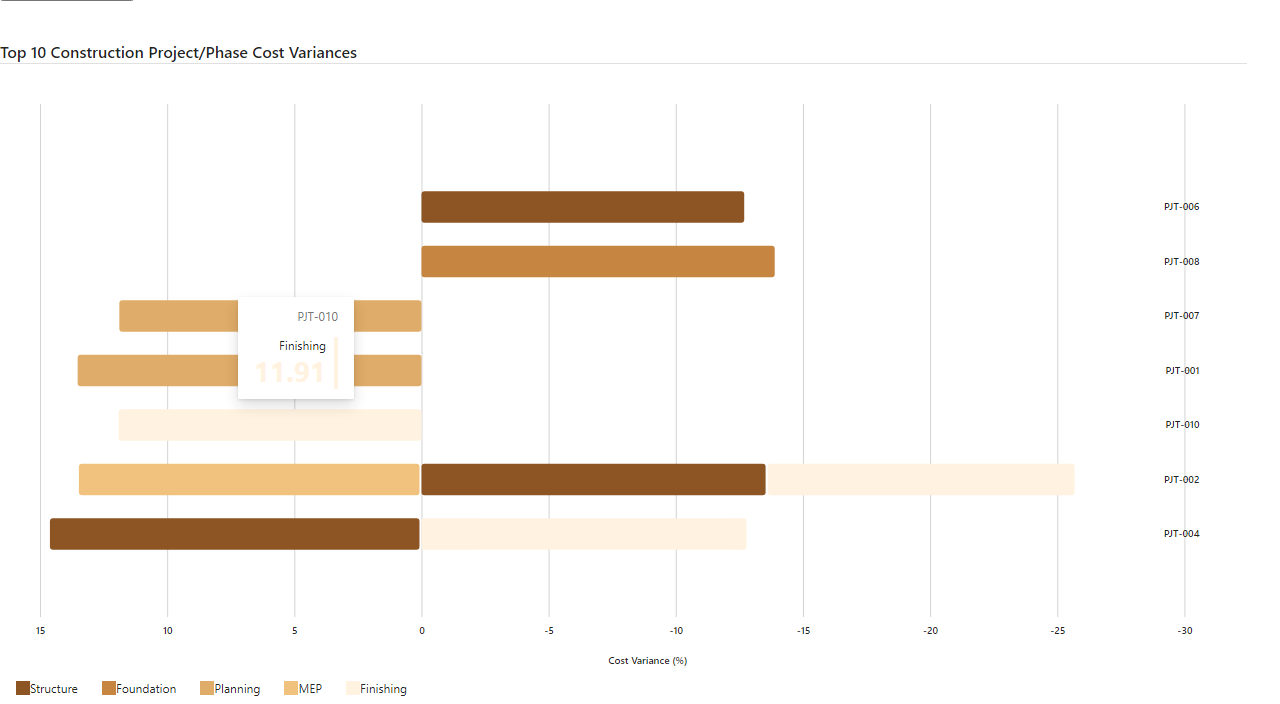 Top 10 Construction Project/Phase Cost Variances
PJT-006
PJT-008
PJT-007
PJT-010
Finishing
11.91
PJT-001
PJT-010
PJT-002
PJT-004
15 10 5 0 -5 -10 -15 -20 -25 -30
Cost Variance (%)
Structure Foundation Planning MEP Finishing